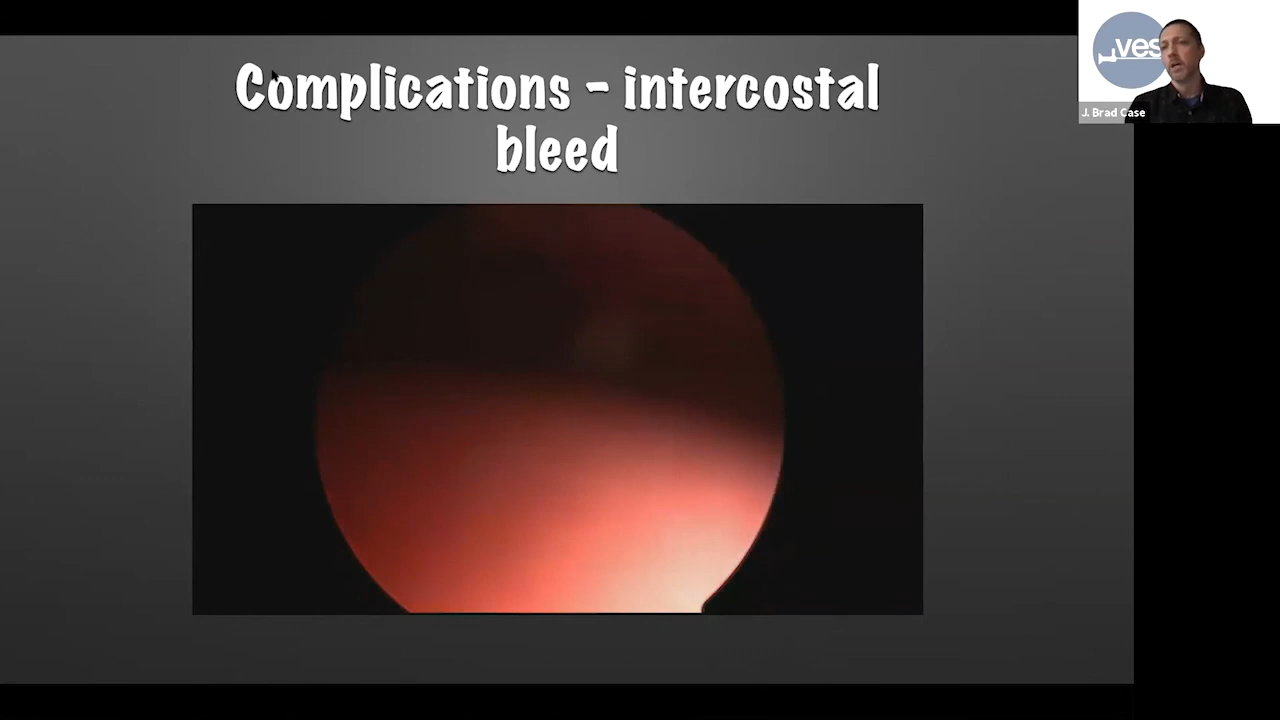 Complications - intercostal
bleed
ves
J. Brad Case